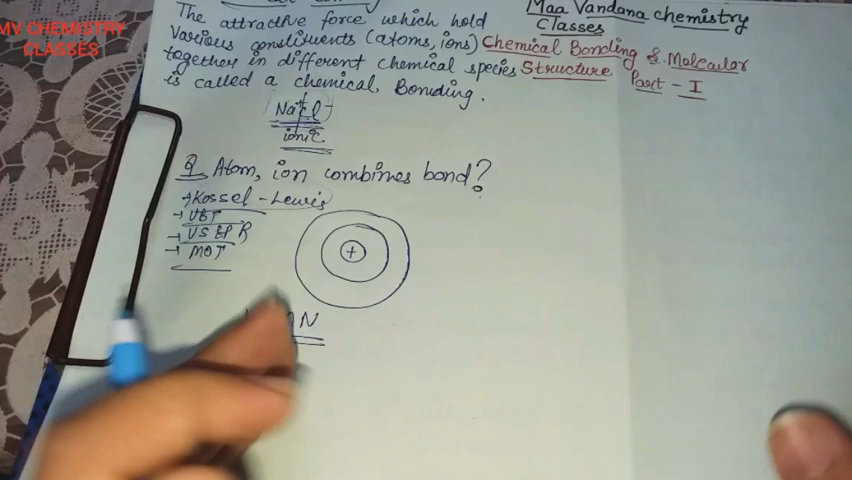 MV CHEMISTRY
CLASSES
Maa Vandana chemistry
Classes
Chemical Bonding & Molcular
Structure Part - I
The attractive force which hold
Various constituents (atoms, ions)
together in different chemical species
is called a chemical Bonding.
ionic
Q Atom, ion combines bond?
→ Kossel - Lewis
→ VBT
→ VSEPR
→ MOT
+
N